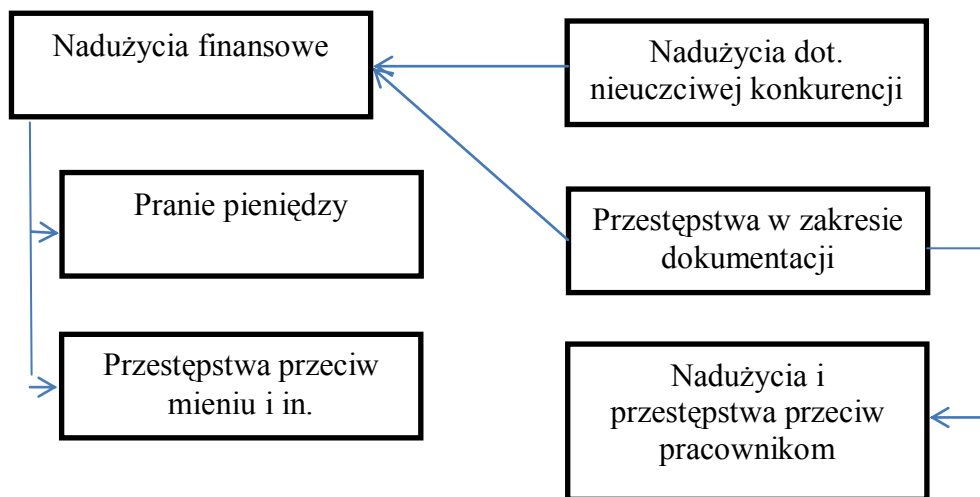 Nadużycia finansowe
Nadużycia dot.
nieuczciwej konkurencji
Pranie pieniędzy
Przestępstwa w zakresie
dokumentacji
Przestępstwa przeciw
mieniu i in.
Nadużycia i
przestępstwa przeciw
pracownikom